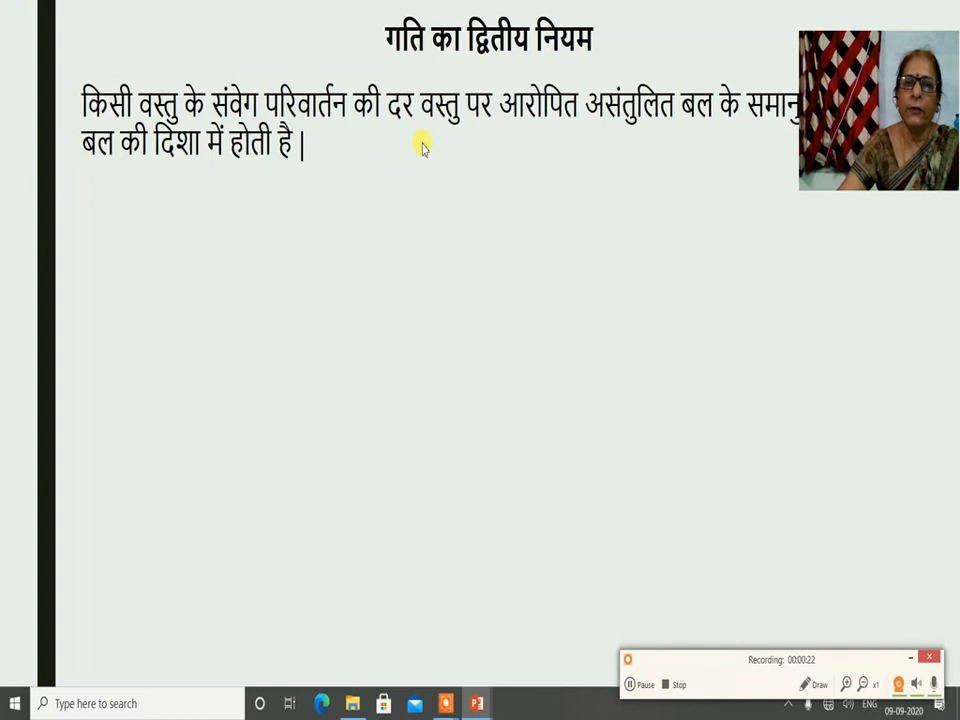 गति का द्वितीय नियम
किसी वस्तु के संवेग परिवार्तन की दर वस्तु पर आरोपित असंतुलित बल के
बल की दिशा में होती है |
Recording: 00:00:22
Pause Stop Draw x1
Type here to search
ENG
09-09-2020